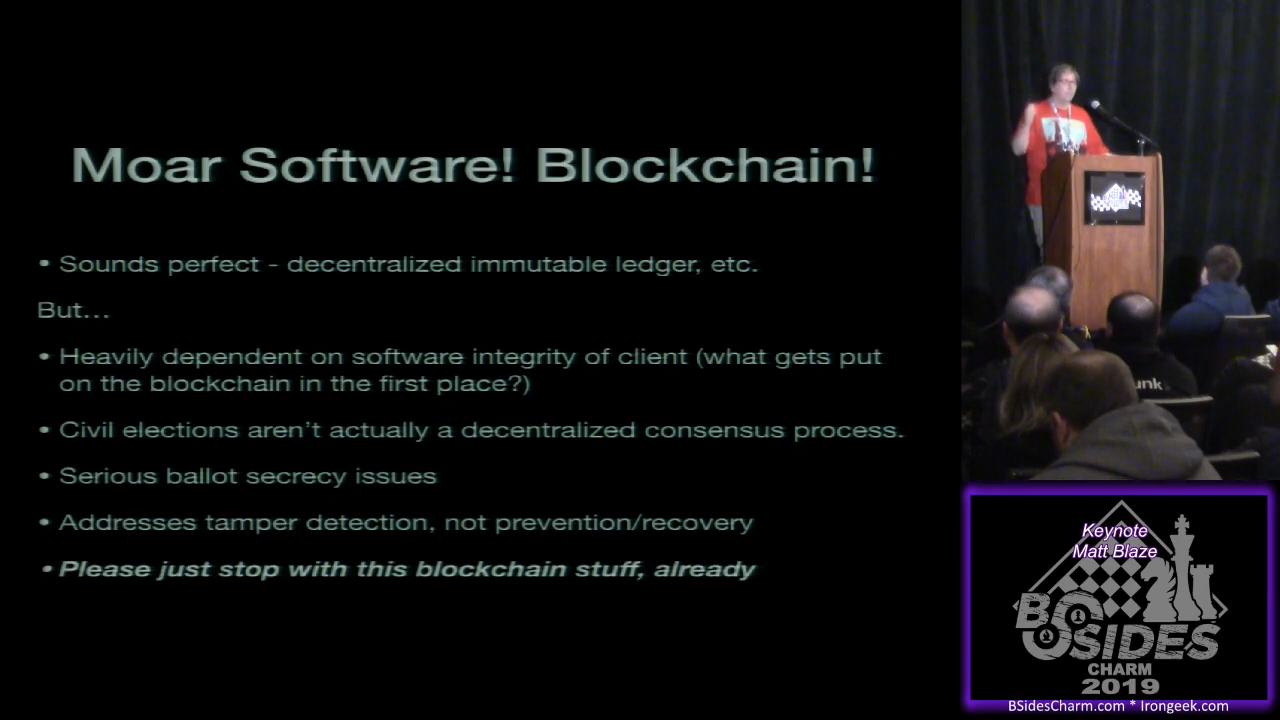 Moar Software! Blockchain!
• Sounds perfect - decentralized immutable ledger, etc.
But...
• Heavily dependent on software integrity of client (what gets put
on the blockchain in the first place?)
• Civil elections aren't actually a decentralized consensus process.
• Serious ballot secrecy issues
• Addresses tamper detection, not prevention/recovery
• Please just stop with this blockchain stuff, already
unk
Keynote
Matt Blaze
BSIDES
CHARM
2019
BSidesCharm.com * Irongeek.com